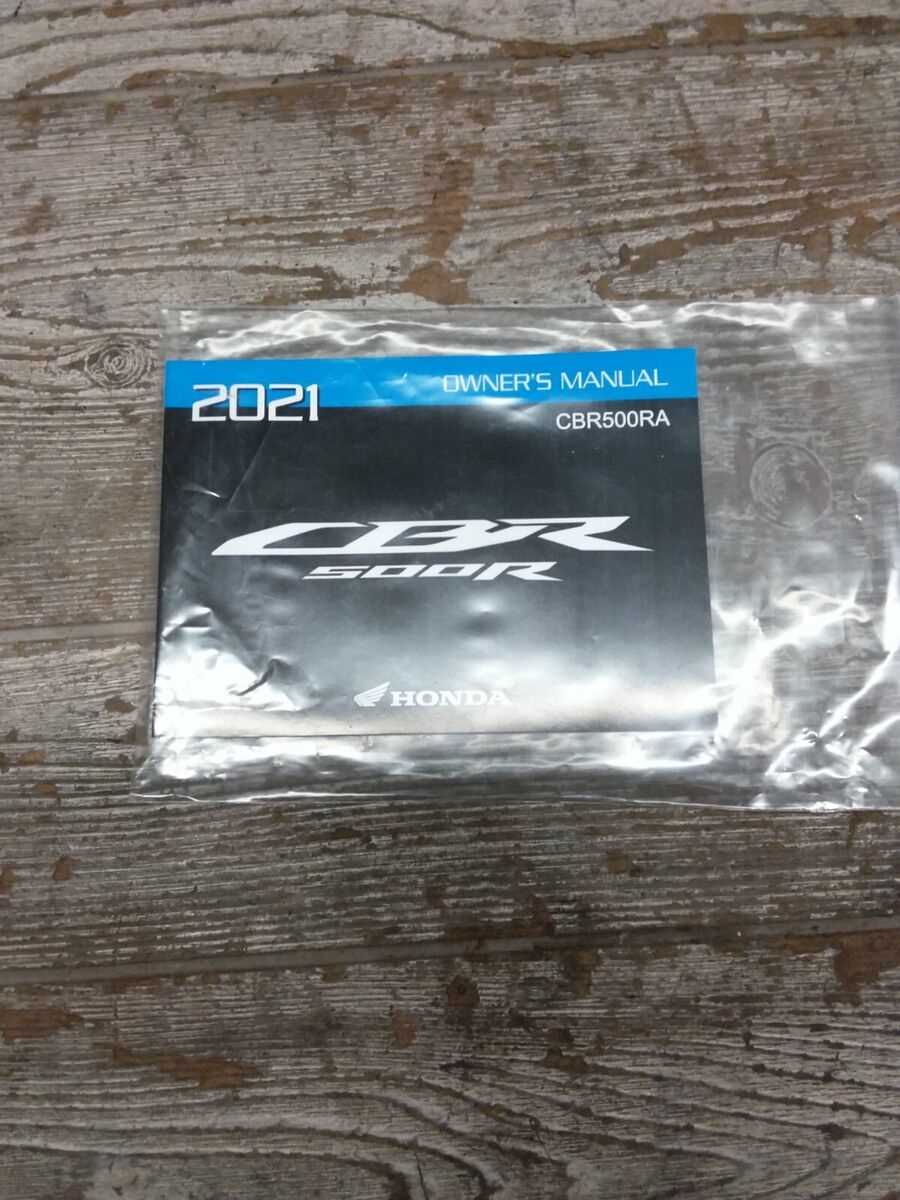 2021
OWNER'S MANUAL
CBR500RA
CBR
500R
HONDA